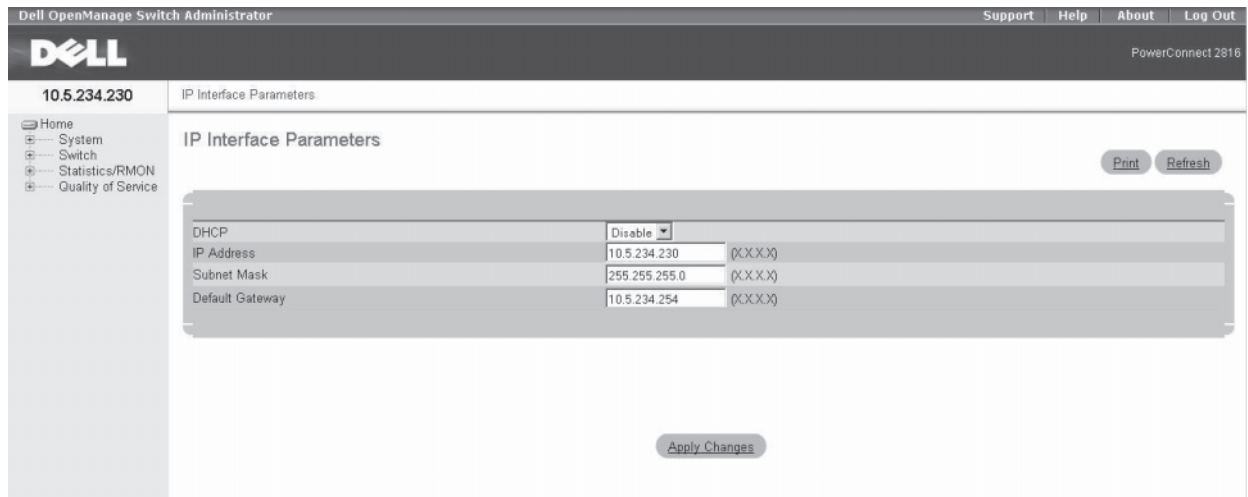 Dell OpenManage Switch Administrator
Support | Help | About | Log Out
DELL
PowerConnect 2816
10.5.234.230
IP Interface Parameters
Home
System
Switch
Statistics/RMON
Quality of Service
IP Interface Parameters
Print
Refresh
DHCP Disable
IP Address 10.5.234.230 (X.X.X.X)
Subnet Mask 255.255.255.0 (X.X.X.X)
Default Gateway 10.5.234.254 (X.X.X.X)
Apply Changes